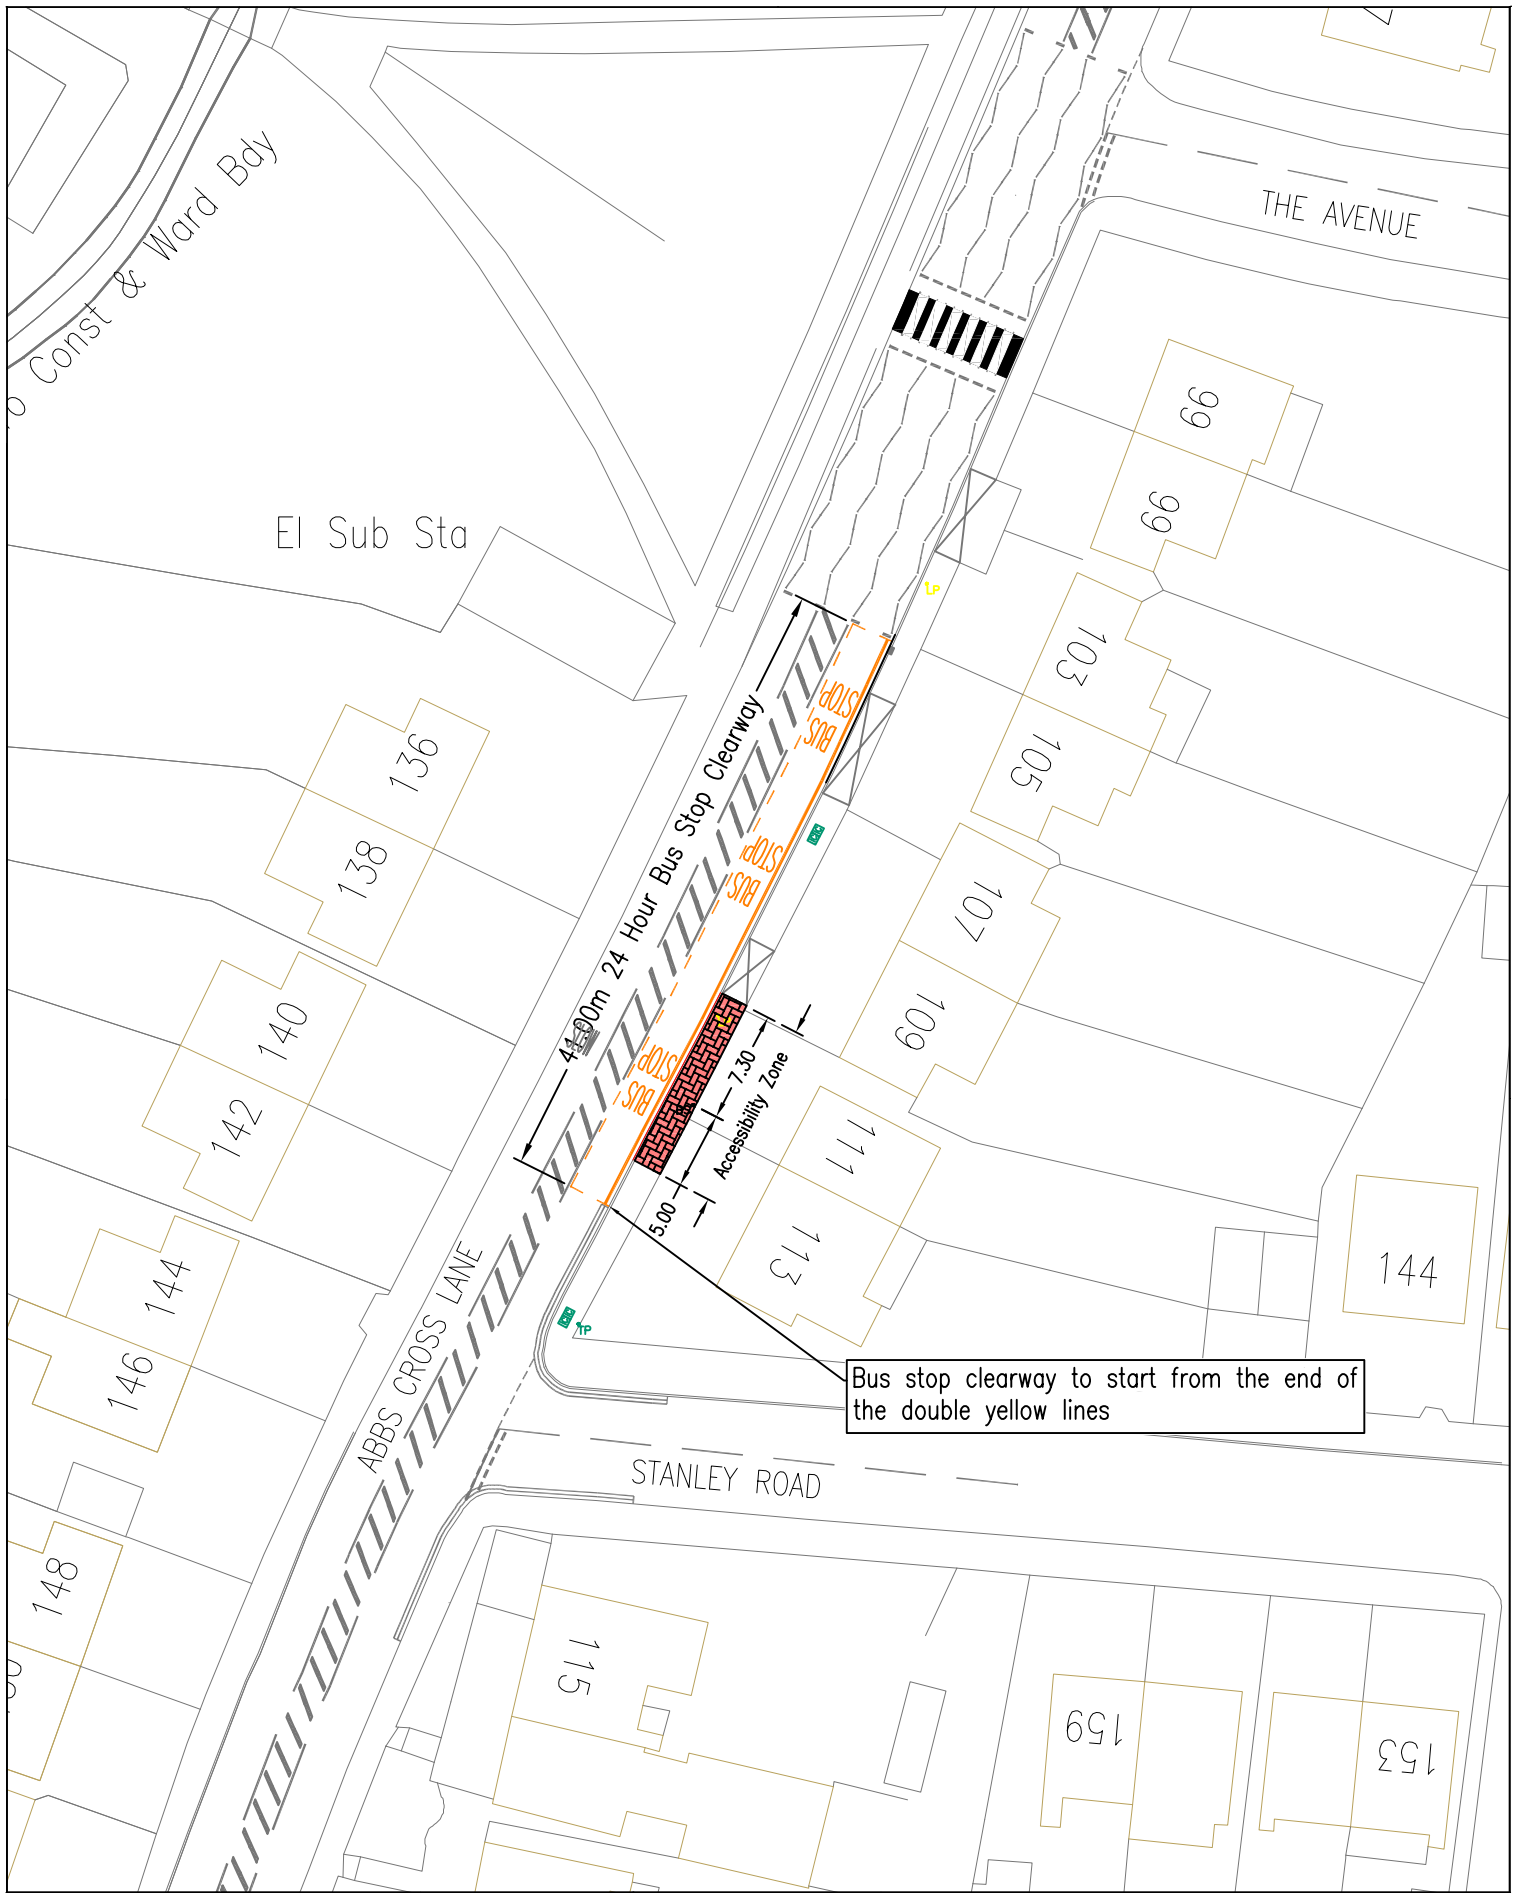 THE AVENUE
Const & Ward Bdy
El Sub Sta
99
99
LP
103
105
107
109
111
113
136
138
140
142
144
146
148
41.00m 24 Hour Bus Stop Clearway
BUS STOP
BUS STOP
BUS STOP
7.30
Accessibility Zone
5.00
TP
144
Bus stop clearway to start from the end of
the double yellow lines
ABBS CROSS LANE
STANLEY ROAD
115
159
153